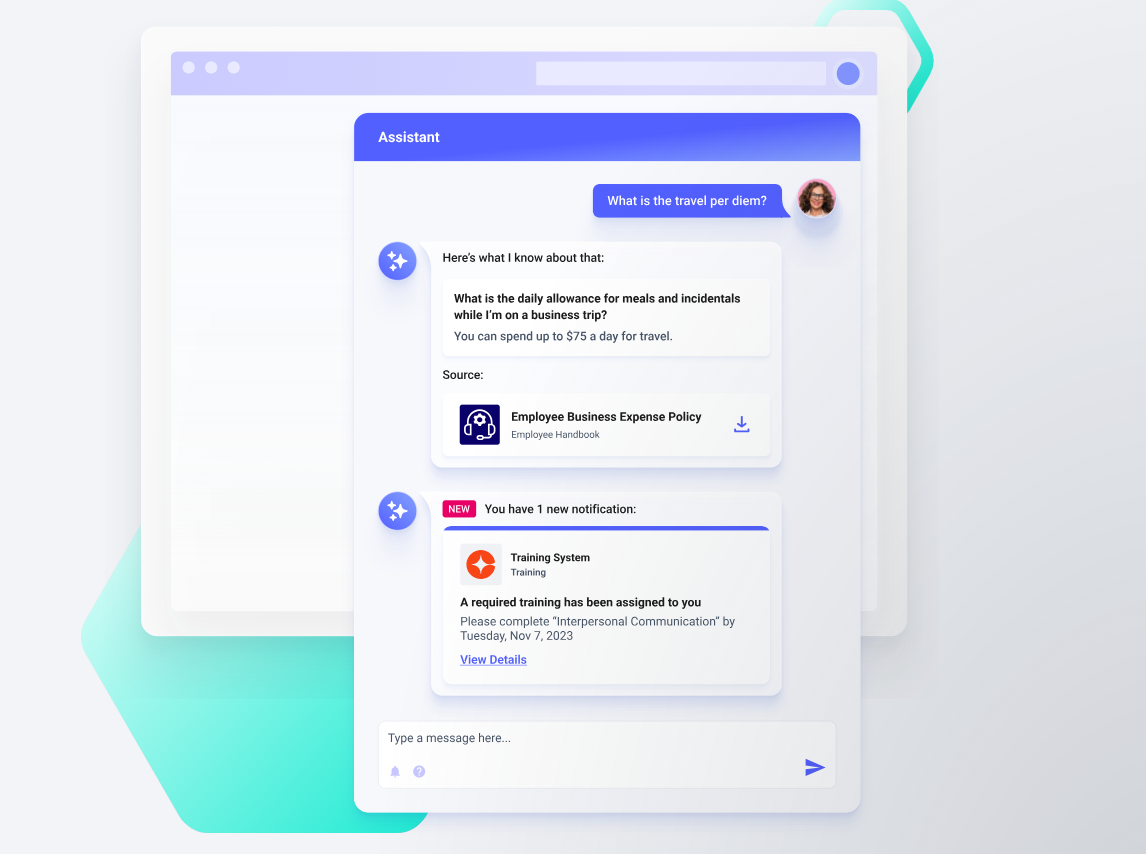 Assistant
What is the travel per diem?
Here’s what I know about that:
What is the daily allowance for meals and incidentals
while I’m on a business trip?
You can spend up to $75 a day for travel.
Source:
Employee Business Expense Policy
Employee Handbook
NEW You have 1 new notification:
Training System
Training
A required training has been assigned to you
Please complete “Interpersonal Communication” by
Tuesday, Nov 7, 2023
View Details
Type a message here...
?